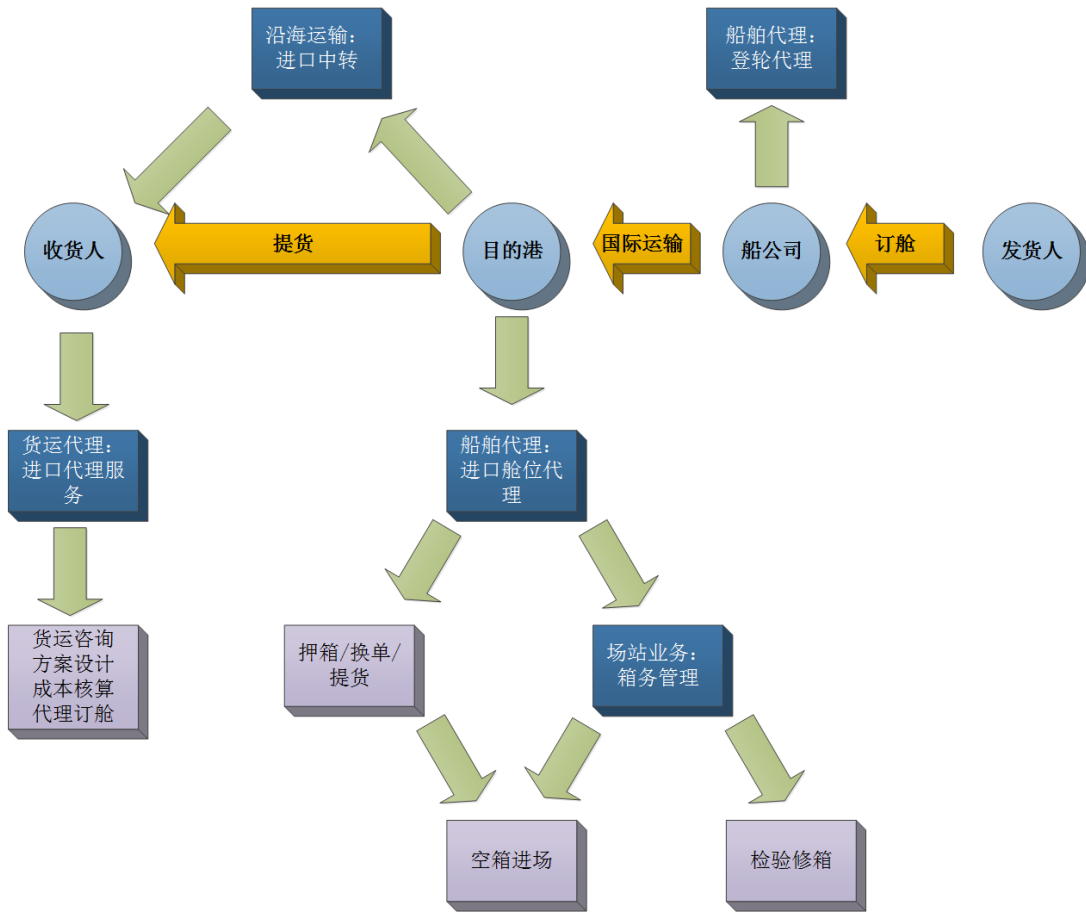 沿海运输：
进口中转
船舶代理：
登轮代理
收货人
提货
目的港
国际运输
船公司
订舱
发货人
货运代理：
进口代理服
务
船舶代理：
进口舱位代
理
货运咨询
方案设计
成本核算
代理订舱
押箱/换单/
提货
场站业务：
箱务管理
空箱进场
检验修箱